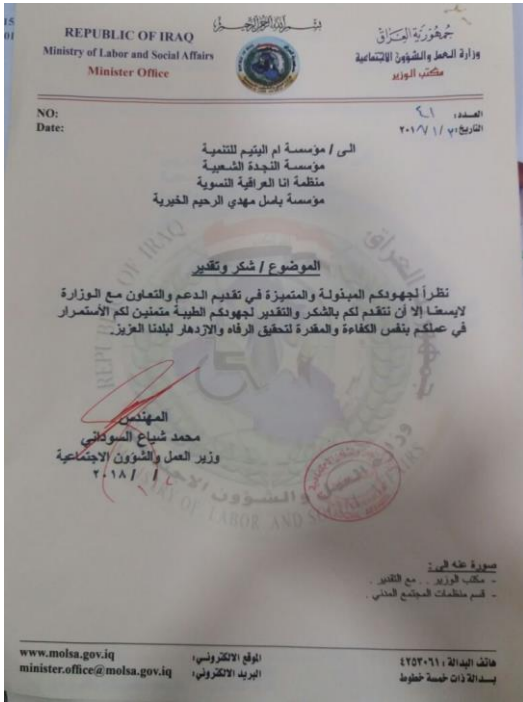 بسم الله الرحمن الرحيم
REPUBLIC OF IRAQ
Ministry of Labor and Social Affairs
Minister Office
جمهورية العراق
وزارة العمل والشؤون الاجتماعية
مكتب الوزير
NO:
Date:
العدد:
التاريخ:
الى / مؤسسة ام اليتيم للتنمية
مؤسسة النجدة الشعبية
منظمة انا العراقية النسوية
مؤسسة باسل مهدي الرحيم الخيرية
الموضوع / شكر وتقدير
نظراً لجهودكم المبذولة والمتميزة في تقديم الدعم والتعاون مع الوزارة
لايسعنا إلا أن نتقدم لكم بالشكر والتقدير لجهودكم الطيبة متمنين لكم الأستمرار
في عملكم بنفس الكفاءة والمقدرة لتحقيق الرفاه والازدهار لبلدنا العزيز.
المهندس
محمد شياع السوداني
وزير العمل والشؤون الاجتماعية
/ / ٢٠١٨
صورة عنه الى :
- مكتب الوزير . . مع التقدير .
- قسم منظمات المجتمع المدني .
www.molsa.gov.iq
الموقع الالكتروني:
minister.office@molsa.gov.iq
البريد الالكتروني:
هاتف البدالة : ٤٢٥٣٠٦١
بدالة ذات خمسة خطوط